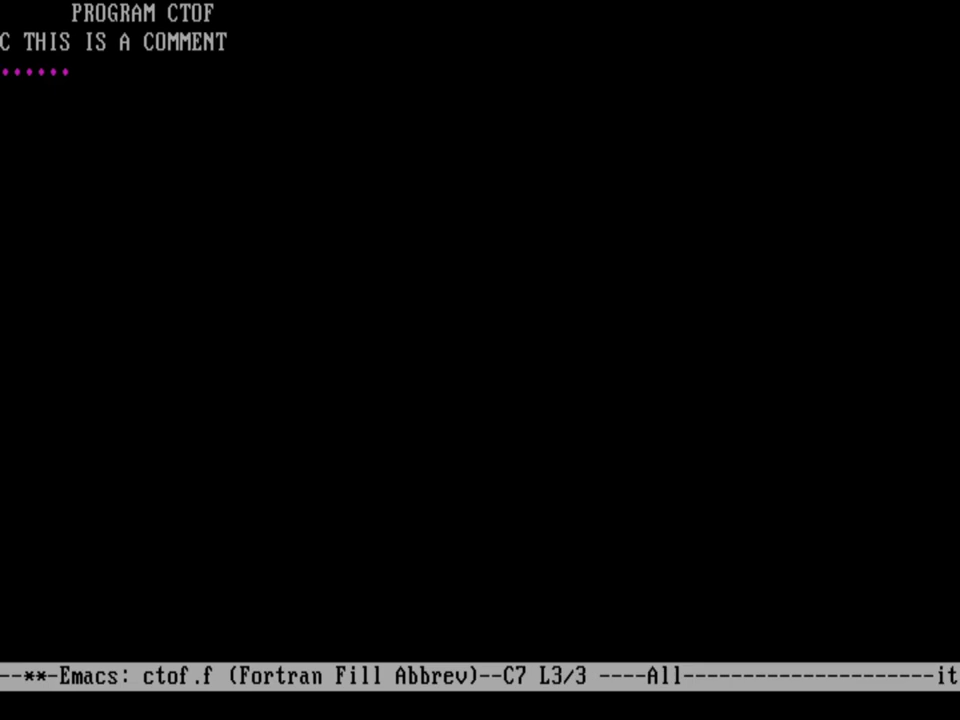 PROGRAM CTOF
C THIS IS A COMMENT
--**-Emacs: ctof.f (Fortran Fill Abbrev)--C7 L3/3 ----All---------------------it